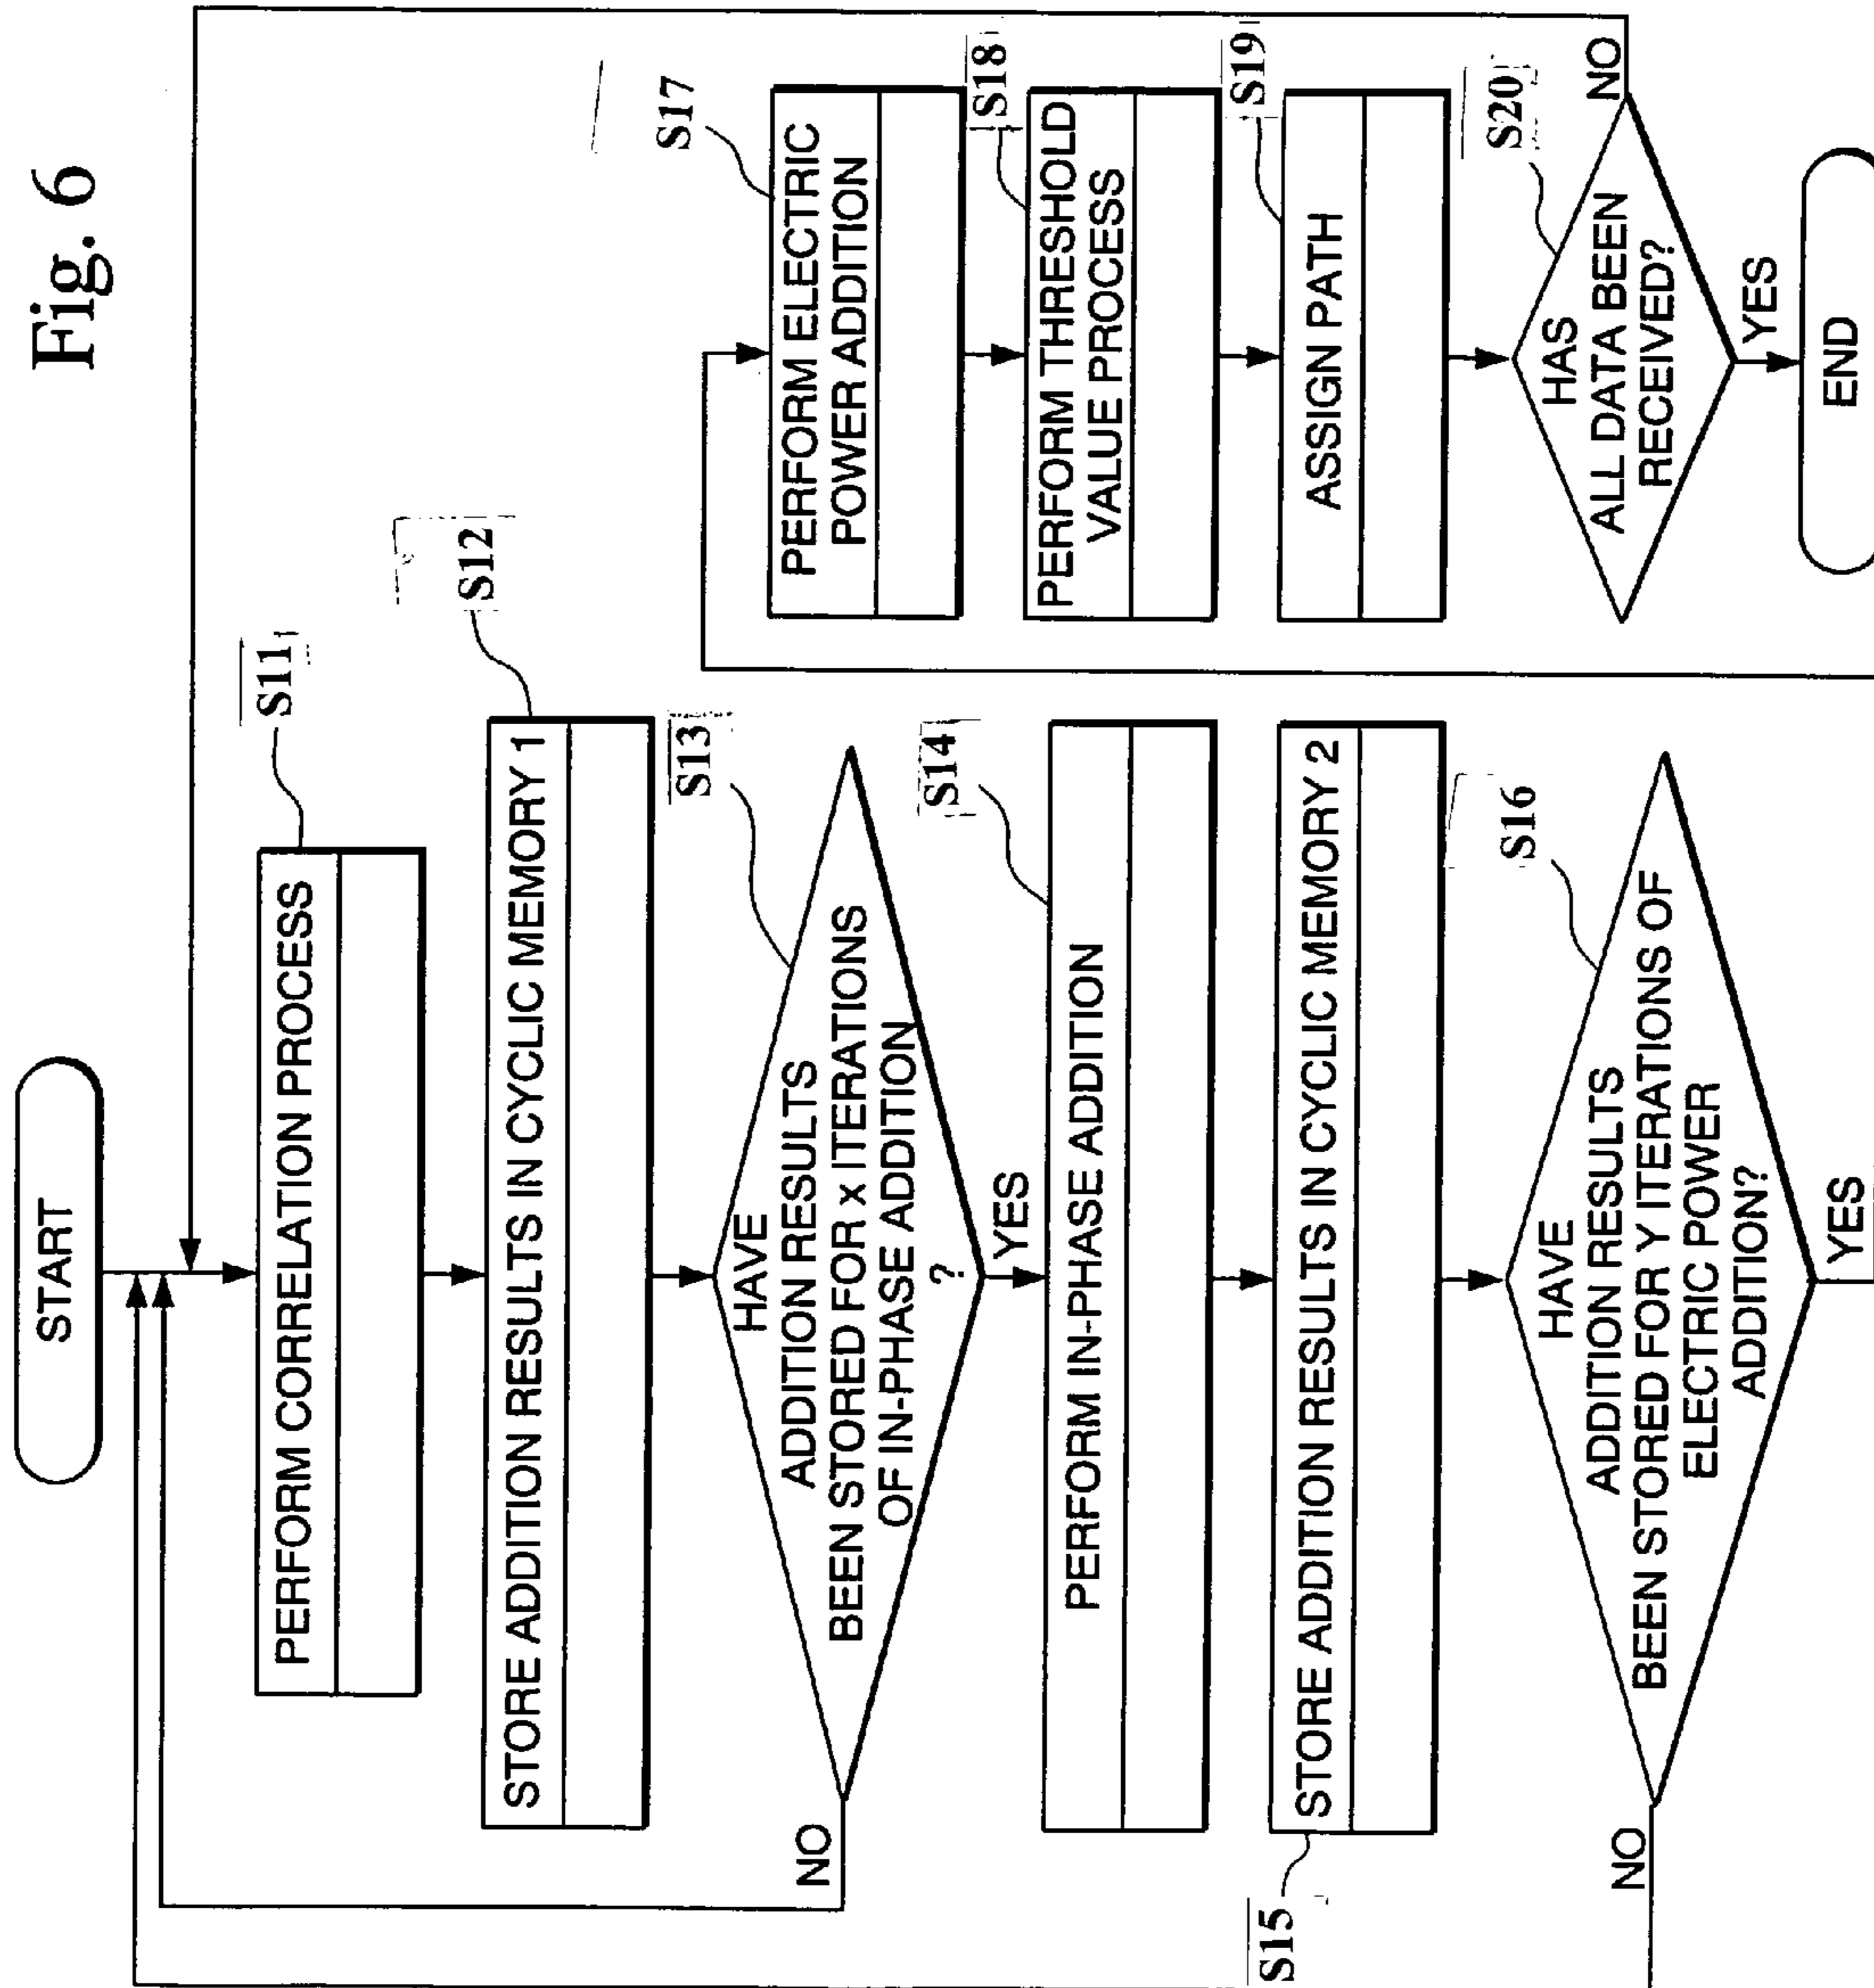 Fig. 6
START
S11
PERFORM CORRELATION PROCESS
S12
STORE ADDITION RESULTS IN CYCLIC MEMORY 1
S13
HAVE
ADDITION RESULTS
BEEN STORED FOR x ITERATIONS
OF IN-PHASE ADDITION
?
NO
YES
S14
PERFORM IN-PHASE ADDITION
S15
STORE ADDITION RESULTS IN CYCLIC MEMORY 2
S16
HAVE
ADDITION RESULTS
BEEN STORED FOR Y ITERATIONS OF
ELECTRIC POWER
ADDITION?
NO
YES
S17
PERFORM ELECTRIC
POWER ADDITION
S18
PERFORM THRESHOLD
VALUE PROCESS
S19
ASSIGN PATH
S20
HAS
ALL DATA BEEN
RECEIVED?
NO
YES
END